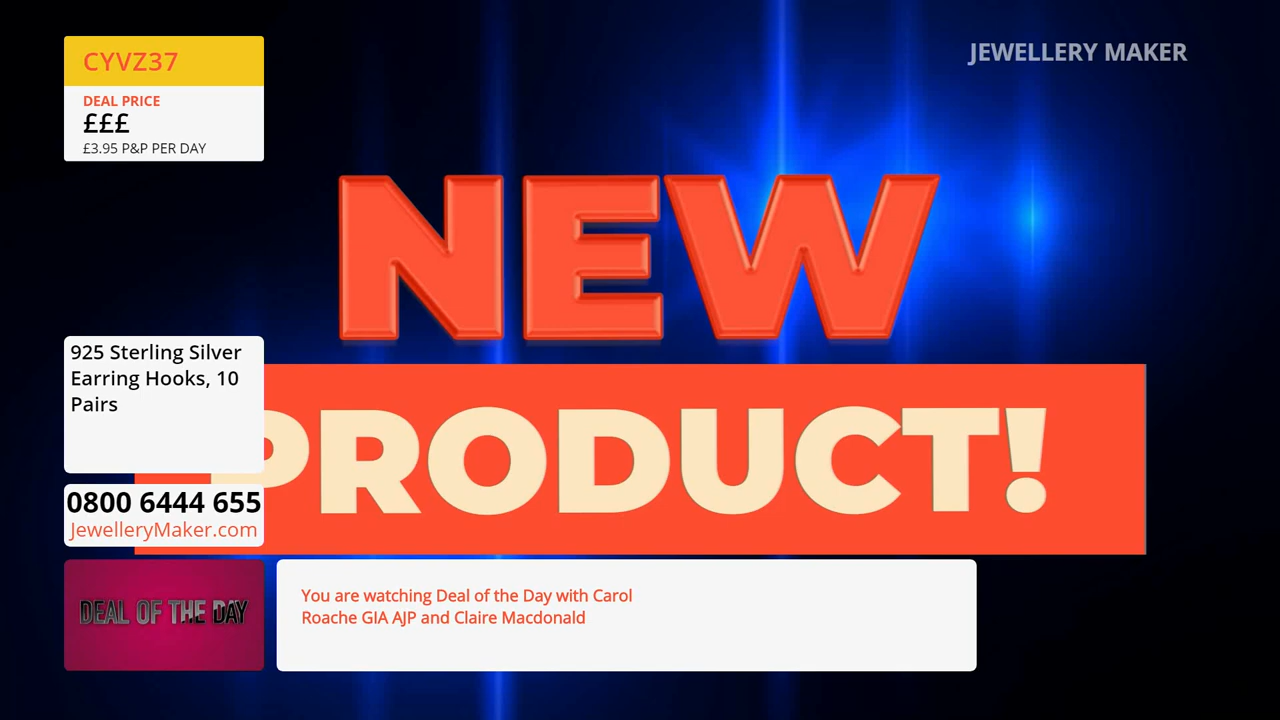 CYVZ37
DEAL PRICE
£££
£3.95 P&P PER DAY
JEWELLERY MAKER
NEW
PRODUCT!
925 Sterling Silver
Earring Hooks, 10
Pairs
0800 6444 655
JewelleryMaker.com
DEAL OF THE DAY
You are watching Deal of the Day with Carol
Roache GIA AJP and Claire Macdonald